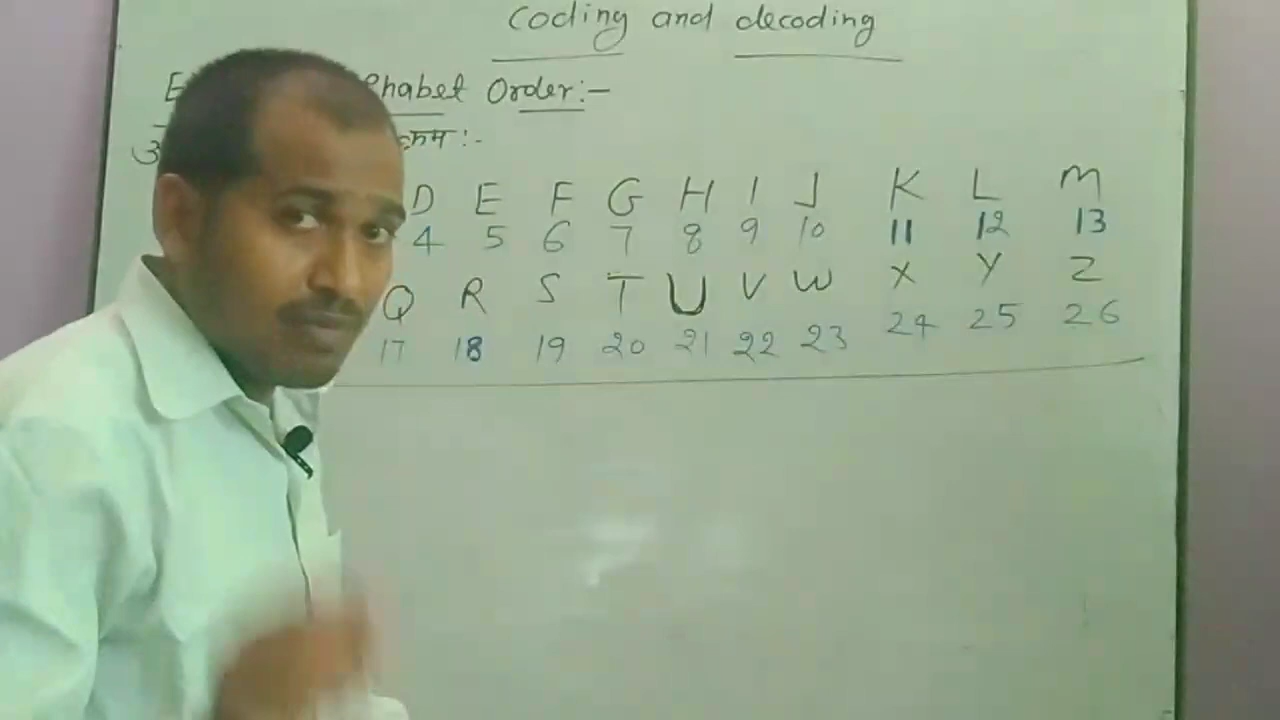 Coding and decoding
Order:-
क्रम :-
D E F G H I J K L M
4 5 6 7 8 9 10 11 12 13
Q R S T U V W X Y Z
17 18 19 20 21 22 23 24 25 26